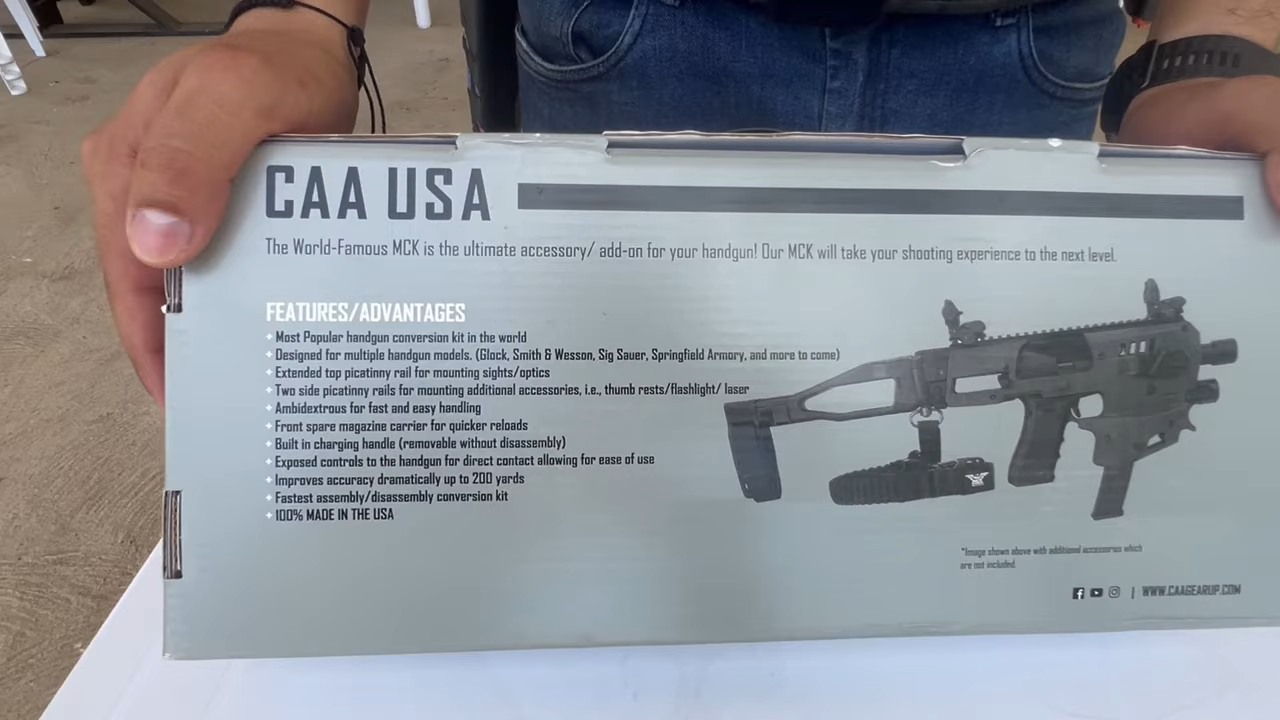 CAA USA
The World-Famous MCK is the ultimate accessory/ add-on for your handgun! Our MCK will take your shooting experience to the next level.
FEATURES/ADVANTAGES
+ Most Popular handgun conversion kit in the world
+ Designed for multiple handgun models. (Glock, Smith & Wesson, Sig Sauer, Springfield Armory, and more to come)
+ Extended top picatinny rail for mounting sights/optics
+ Two side picatinny rails for mounting additional accessories, i.e., thumb rests/flashlight/ laser
+ Ambidextrous for fast and easy handling
+ Front spare magazine carrier for quicker reloads
+ Built in charging handle (removable without disassembly)
+ Exposed controls to the handgun for direct contact allowing for ease of use
+ Improves accuracy dramatically up to 200 yards
+ Fastest assembly/disassembly conversion kit
+ 100% MADE IN THE USA
*Image shown above with additional accessories which
are not included.
| WWW.CAAGEARUP.COM